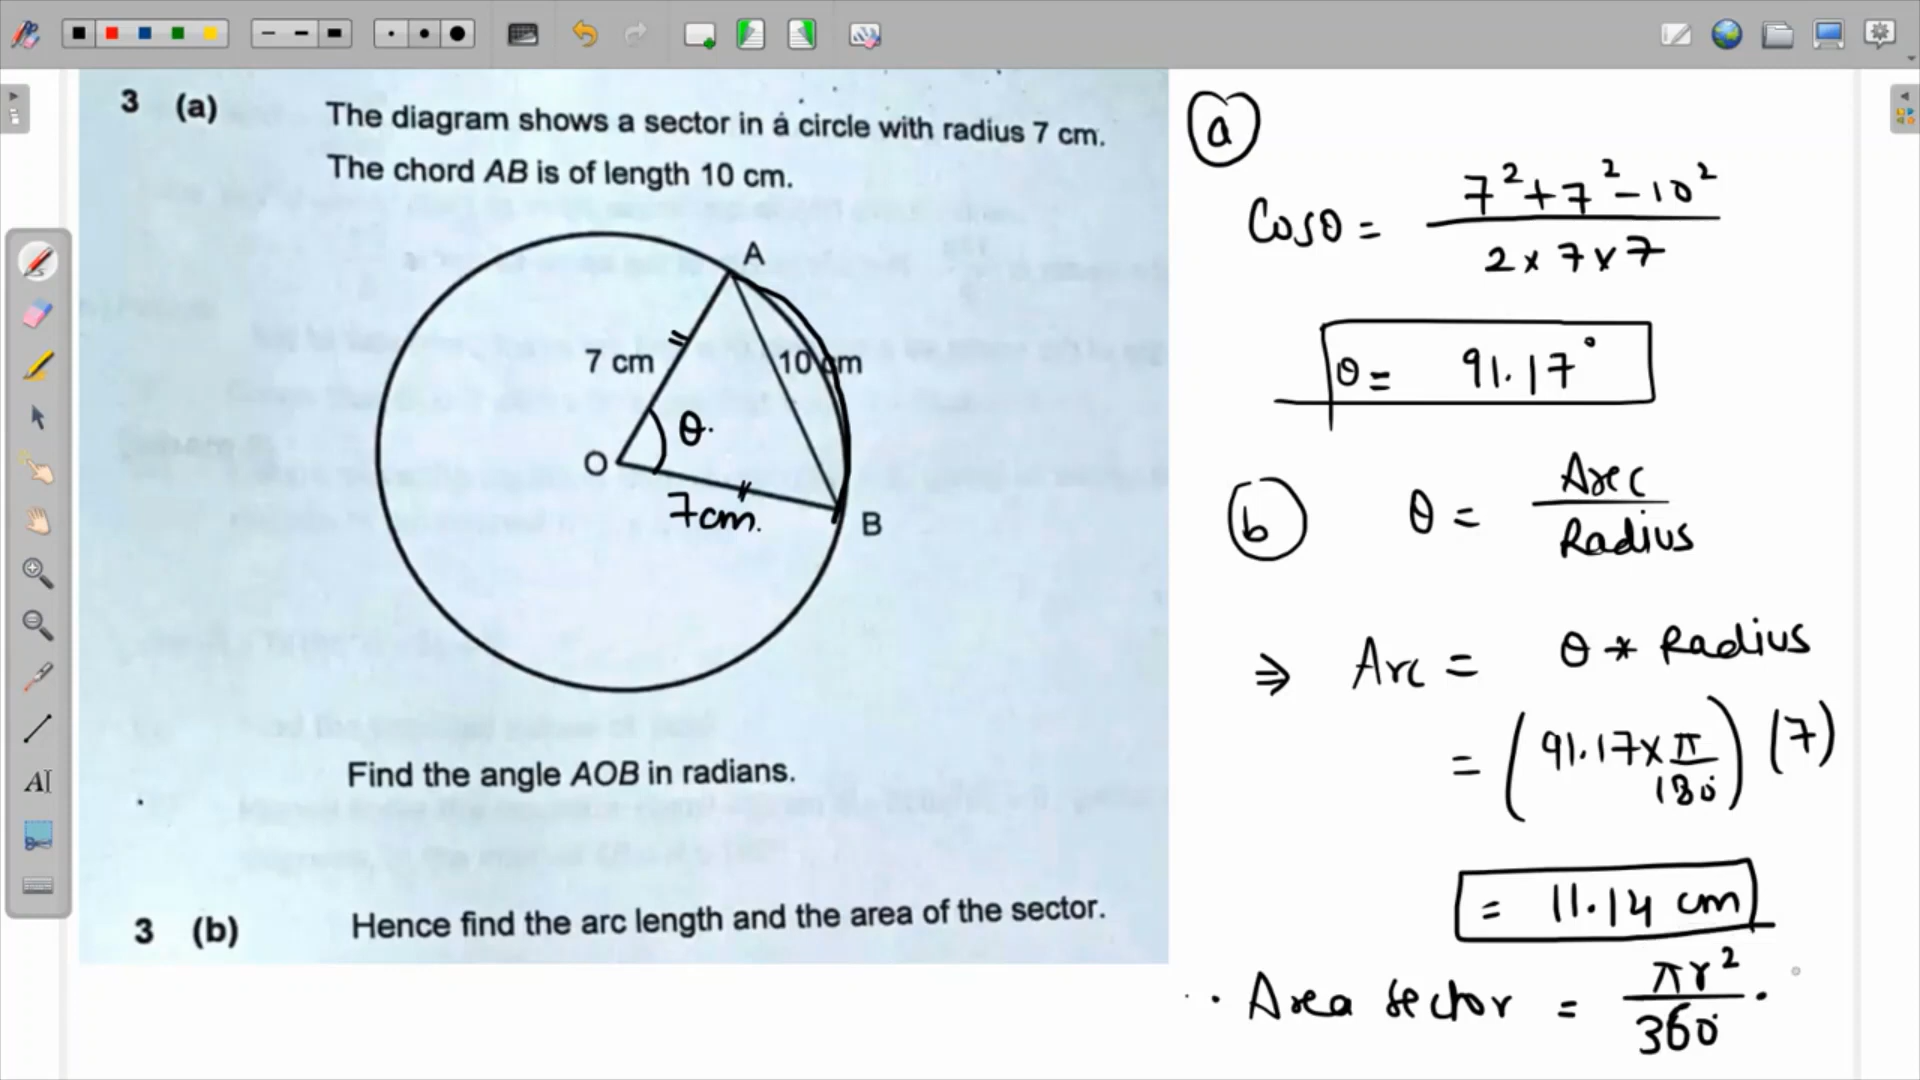 3 (a) The diagram shows a sector in a circle with radius 7 cm.
The chord AB is of length 10 cm.
A
7 cm
10 cm
θ.
O
7cm.
B
Find the angle AOB in radians.
3 (b) Hence find the arc length and the area of the sector.
a
Cosθ = 7²+7²-10² / 2×7×7
θ = 91.17°
b θ = Arc / Radius
⇒ Arc = θ * Radius
= (91.17×π/180) (7)
= 11.14 cm
Area sector = πr²/360 .
AI